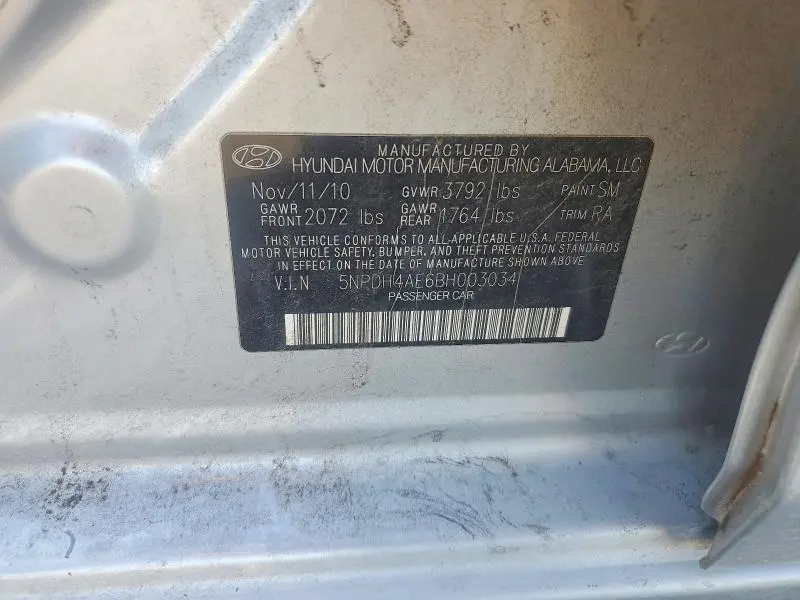 MANUFACTURED BY
HYUNDAI MOTOR MANUFACTURING ALABAMA, LLC
Nov/11/10 GVWR 3792 lbs PAINT SM
GAWR FRONT 2072 lbs GAWR REAR 1764 lbs TRIM RA
THIS VEHICLE CONFORMS TO ALL APPLICABLE U.S.A. FEDERAL
MOTOR VEHICLE SAFETY, BUMPER, AND THEFT PREVENTION STANDARDS
IN EFFECT ON THE DATE OF MANUFACTURE SHOWN ABOVE
V.I.N 5NPDH4AE6BH003034
PASSENGER CAR